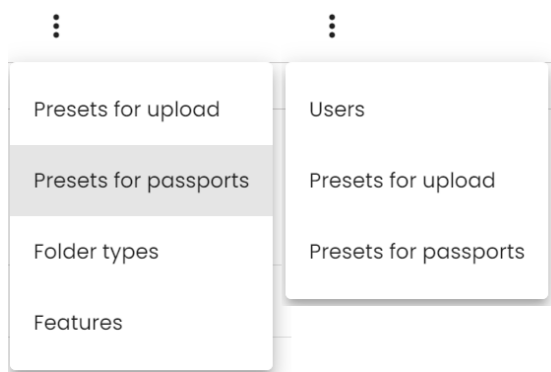 Presets for upload
Presets for passports
Folder types
Features
Users
Presets for upload
Presets for passports